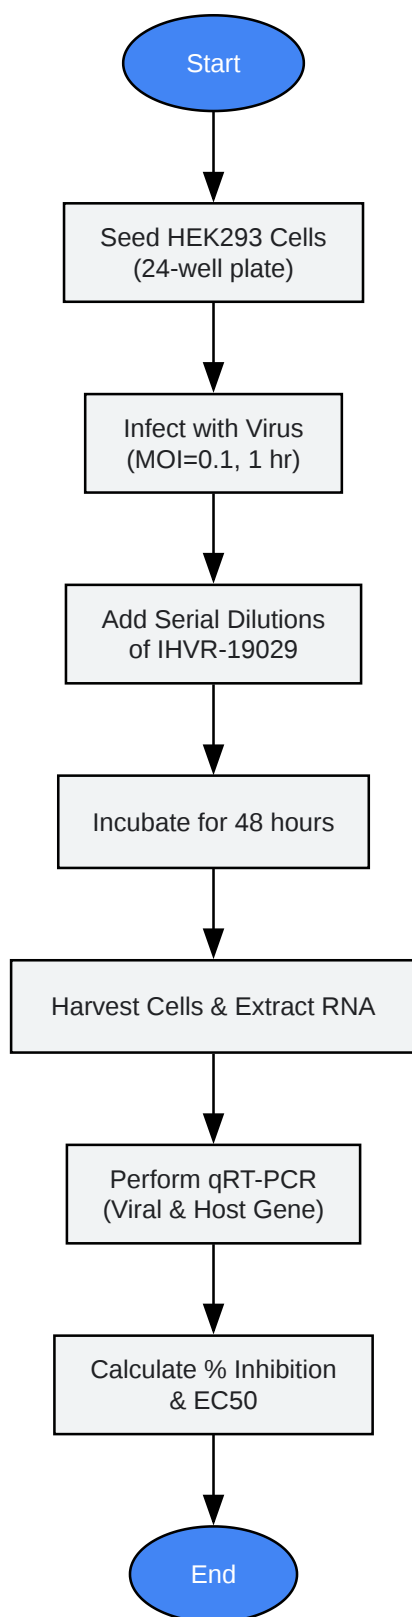 Start
Seed HEK293 Cells
(24-well plate)
Infect with Virus
(MOI=0.1, 1 hr)
Add Serial Dilutions
of IHVR-19029
Incubate for 48 hours
Harvest Cells & Extract RNA
Perform qRT-PCR
(Viral & Host Gene)
Calculate % Inhibition
& EC50
End